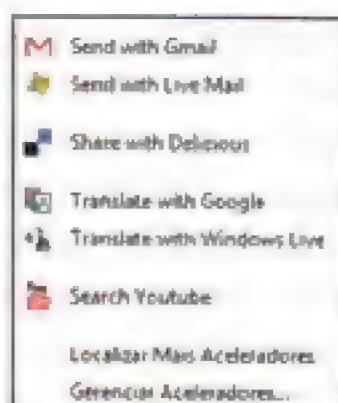 Send with Gmail
Send with Live Mail
Share with Delicious
Translate with Google
Translate with Windows Live
Search Youtube
Localizar Mais Aceleradores
Gerenciar Aceleradores...